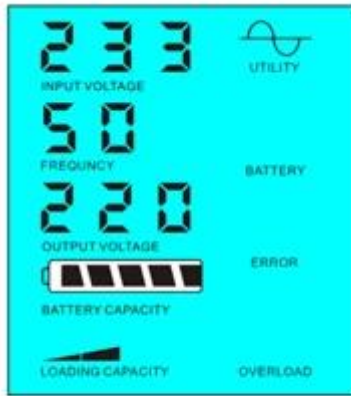 233
INPUT VOLTAGE
UTILITY
50
FREQUNCY
BATTERY
220
OUTPUT VOLTAGE
ERROR
BATTERY CAPACITY
LOADING CAPACITY
OVERLOAD